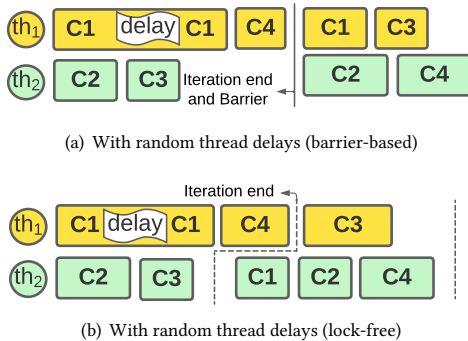 th1 C1 delay C1 C4 C1 C3
th2 C2 C3 Iteration end
and Barrier C2 C4
(a) With random thread delays (barrier-based)
Iteration end
th1 C1 delay C1 C4 C3
th2 C2 C3 C1 C2 C4
(b) With random thread delays (lock-free)